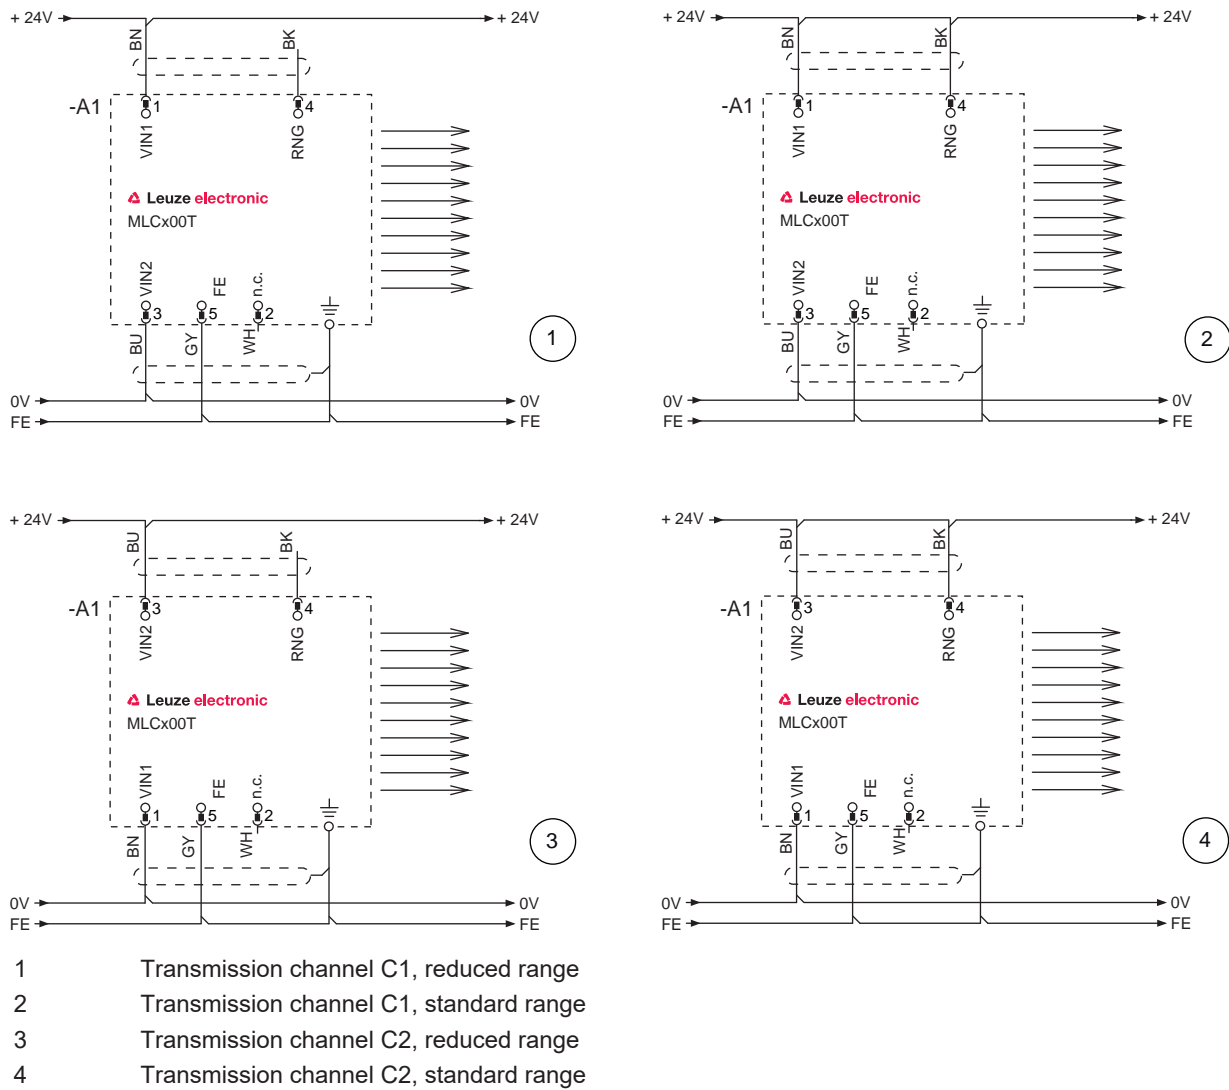 + 24V
+ 24V
BN
BK
-A1
1
4
VIN1
RNG
Leuze electronic
MLCx00T
VIN2
FE
n.c.
3
5
2
BU
GY
WH
1
0V
0V
FE
FE
+ 24V
+ 24V
BN
BK
-A1
1
4
VIN1
RNG
Leuze electronic
MLCx00T
VIN2
FE
n.c.
3
5
2
BU
GY
WH
2
0V
0V
FE
FE
+ 24V
+ 24V
BU
BK
-A1
3
4
VIN2
RNG
Leuze electronic
MLCx00T
VIN1
FE
n.c.
1
5
2
BN
GY
WH
3
0V
0V
FE
FE
+ 24V
+ 24V
BU
BK
-A1
3
4
VIN2
RNG
Leuze electronic
MLCx00T
VIN1
FE
n.c.
1
5
2
BN
GY
WH
4
0V
0V
FE
FE
1 Transmission channel C1, reduced range
2 Transmission channel C1, standard range
3 Transmission channel C2, reduced range
4 Transmission channel C2, standard range